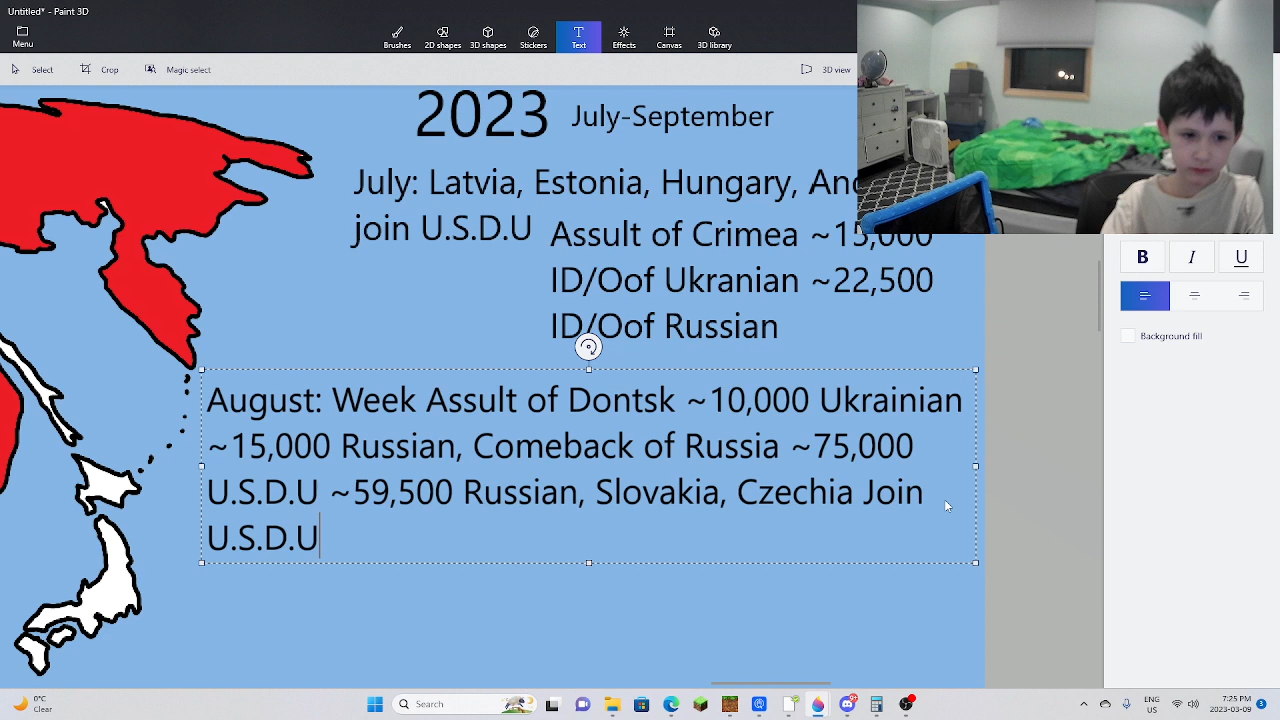 Untitled* - Paint 3D
Menu
Brushes
2D shapes
3D shapes
Stickers
Text
Effects
Canvas
3D library
Select
Crop
Magic select
3D view
2023 July-September
July: Latvia, Estonia, Hungary,
join U.S.D.U
Assult of Crimea ~15,000
ID/Oof Ukranian ~22,500
ID/Oof Russian
August: Week Assult of Dontsk ~10,000 Ukrainian
~15,000 Russian, Comeback of Russia ~75,000
U.S.D.U ~59,500 Russian, Slovakia, Czechia Join
U.S.D.U
B I U
Background fill
0°C
Clear
Search
ENG
US
7:25 PM
2023-03-09
3